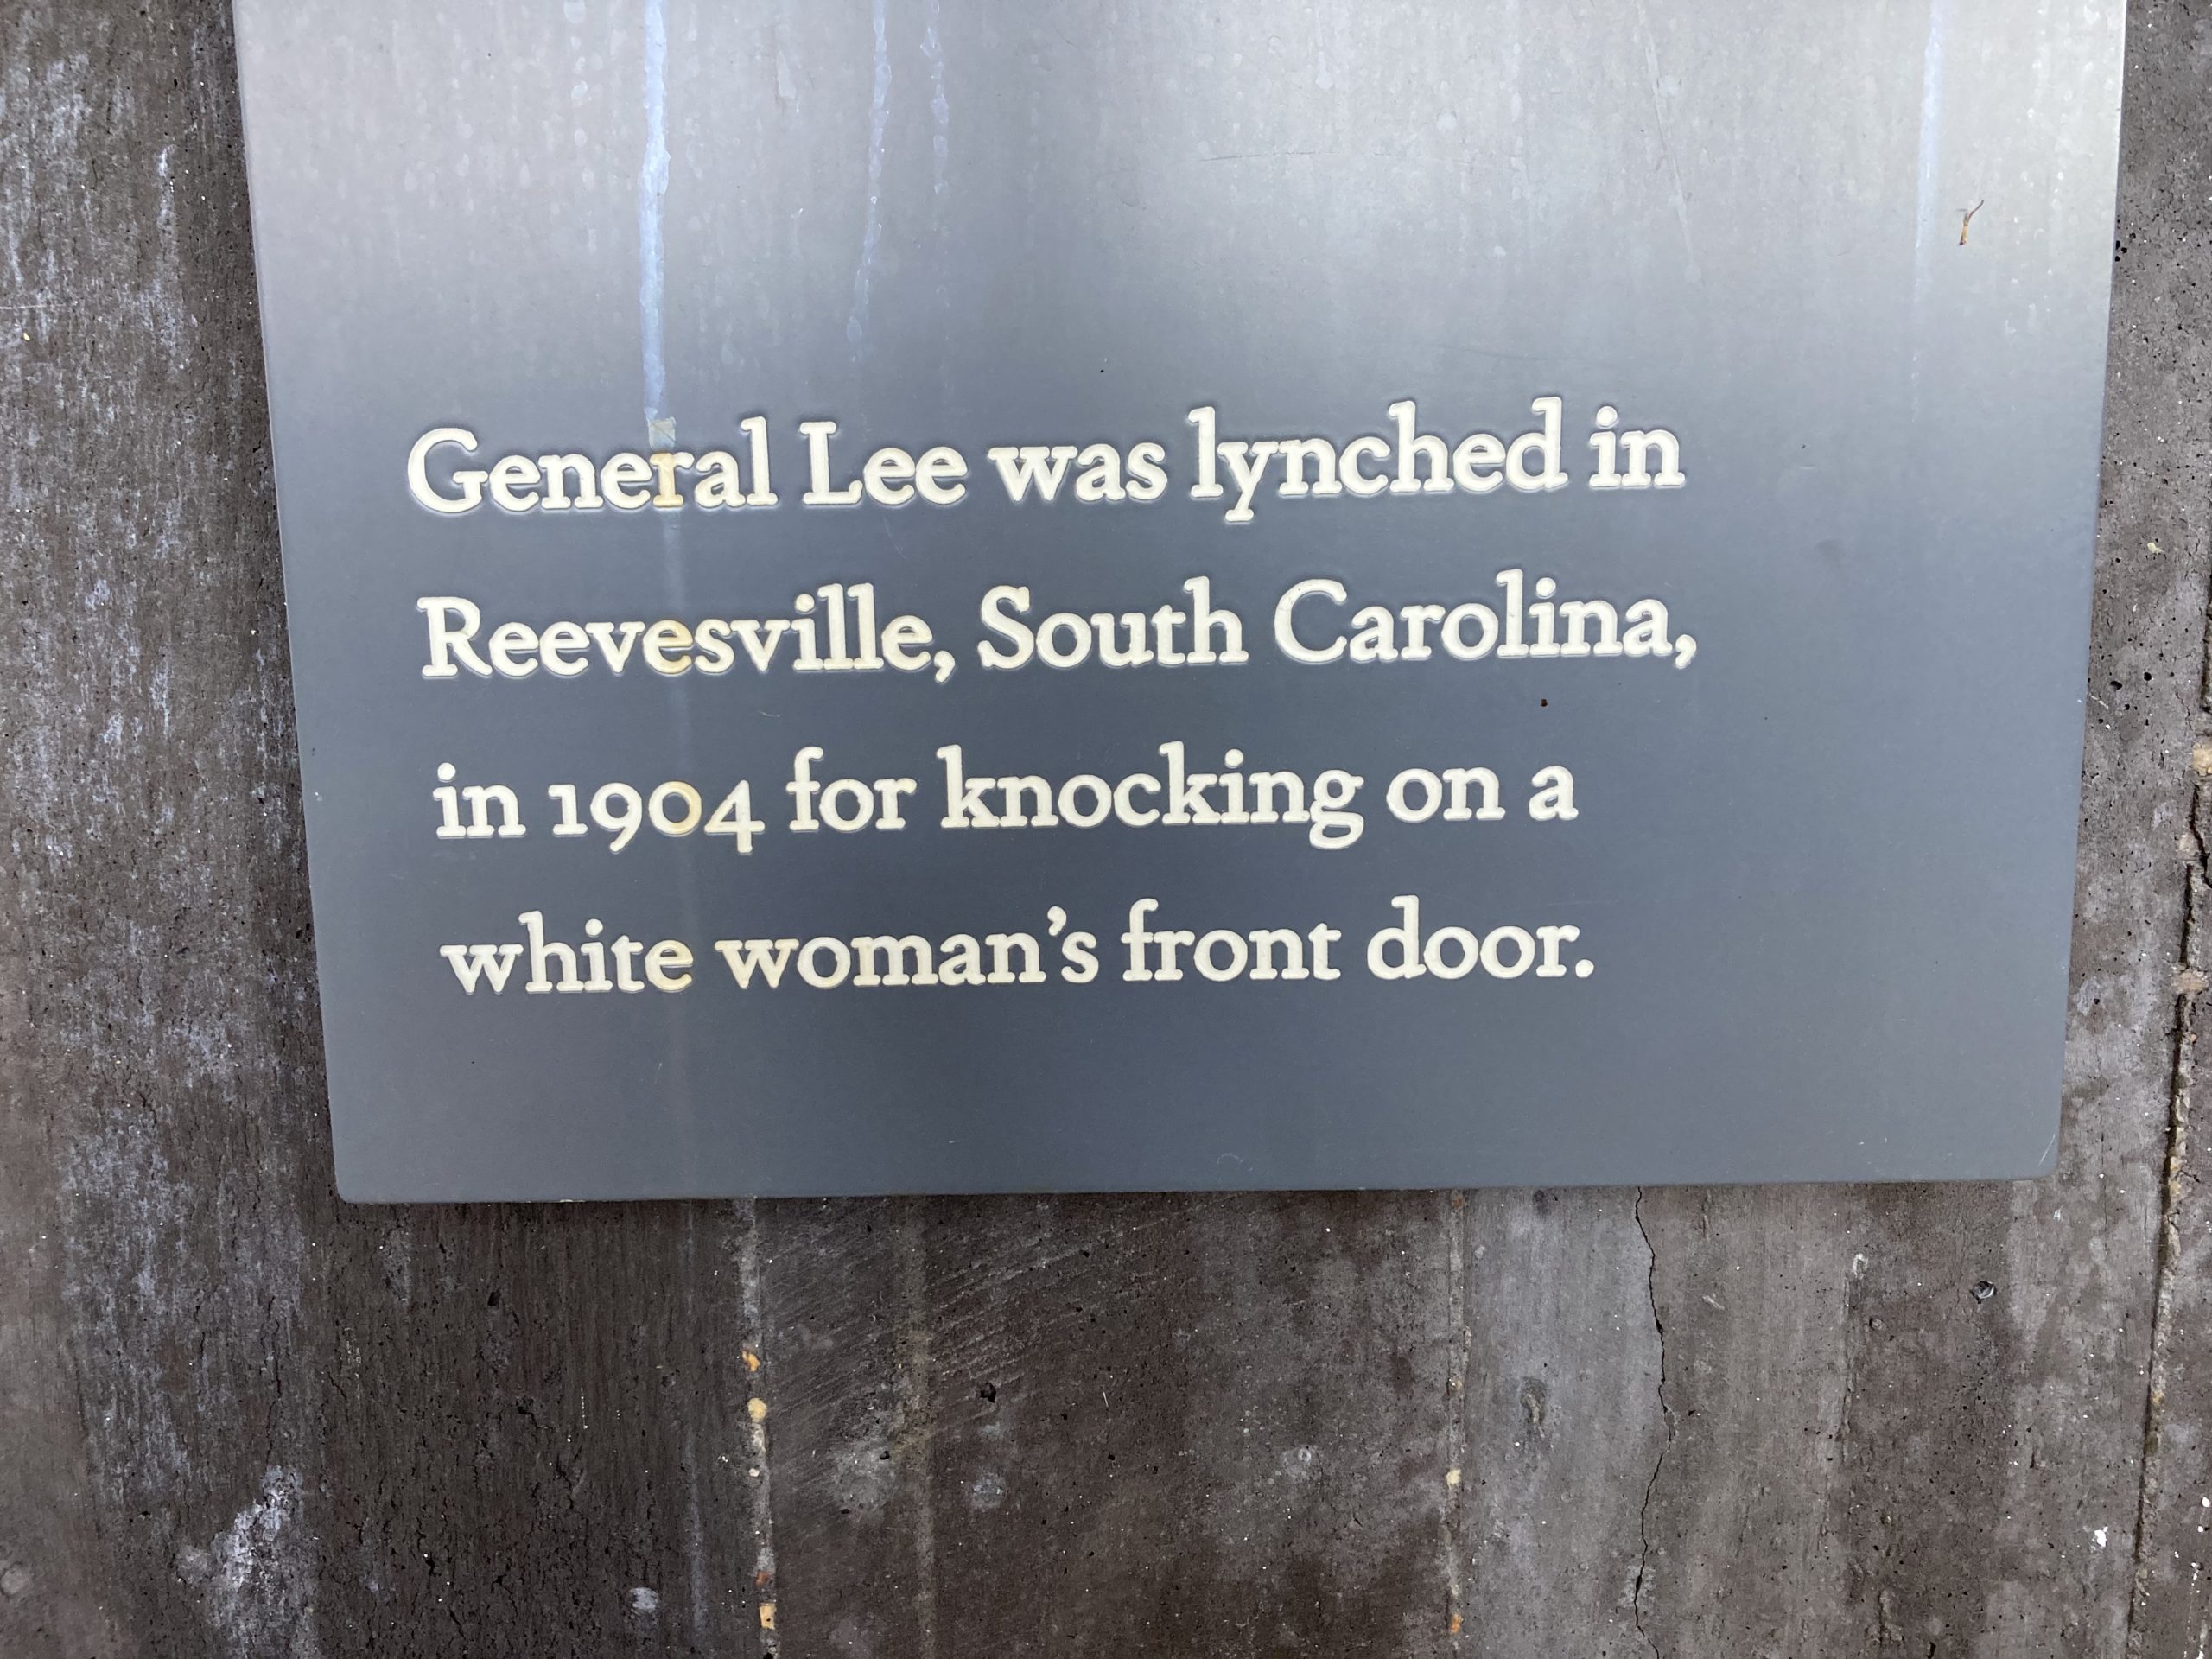 General Lee was lynched in
Reevesville, South Carolina,
in 1904 for knocking on a
white woman's front door.